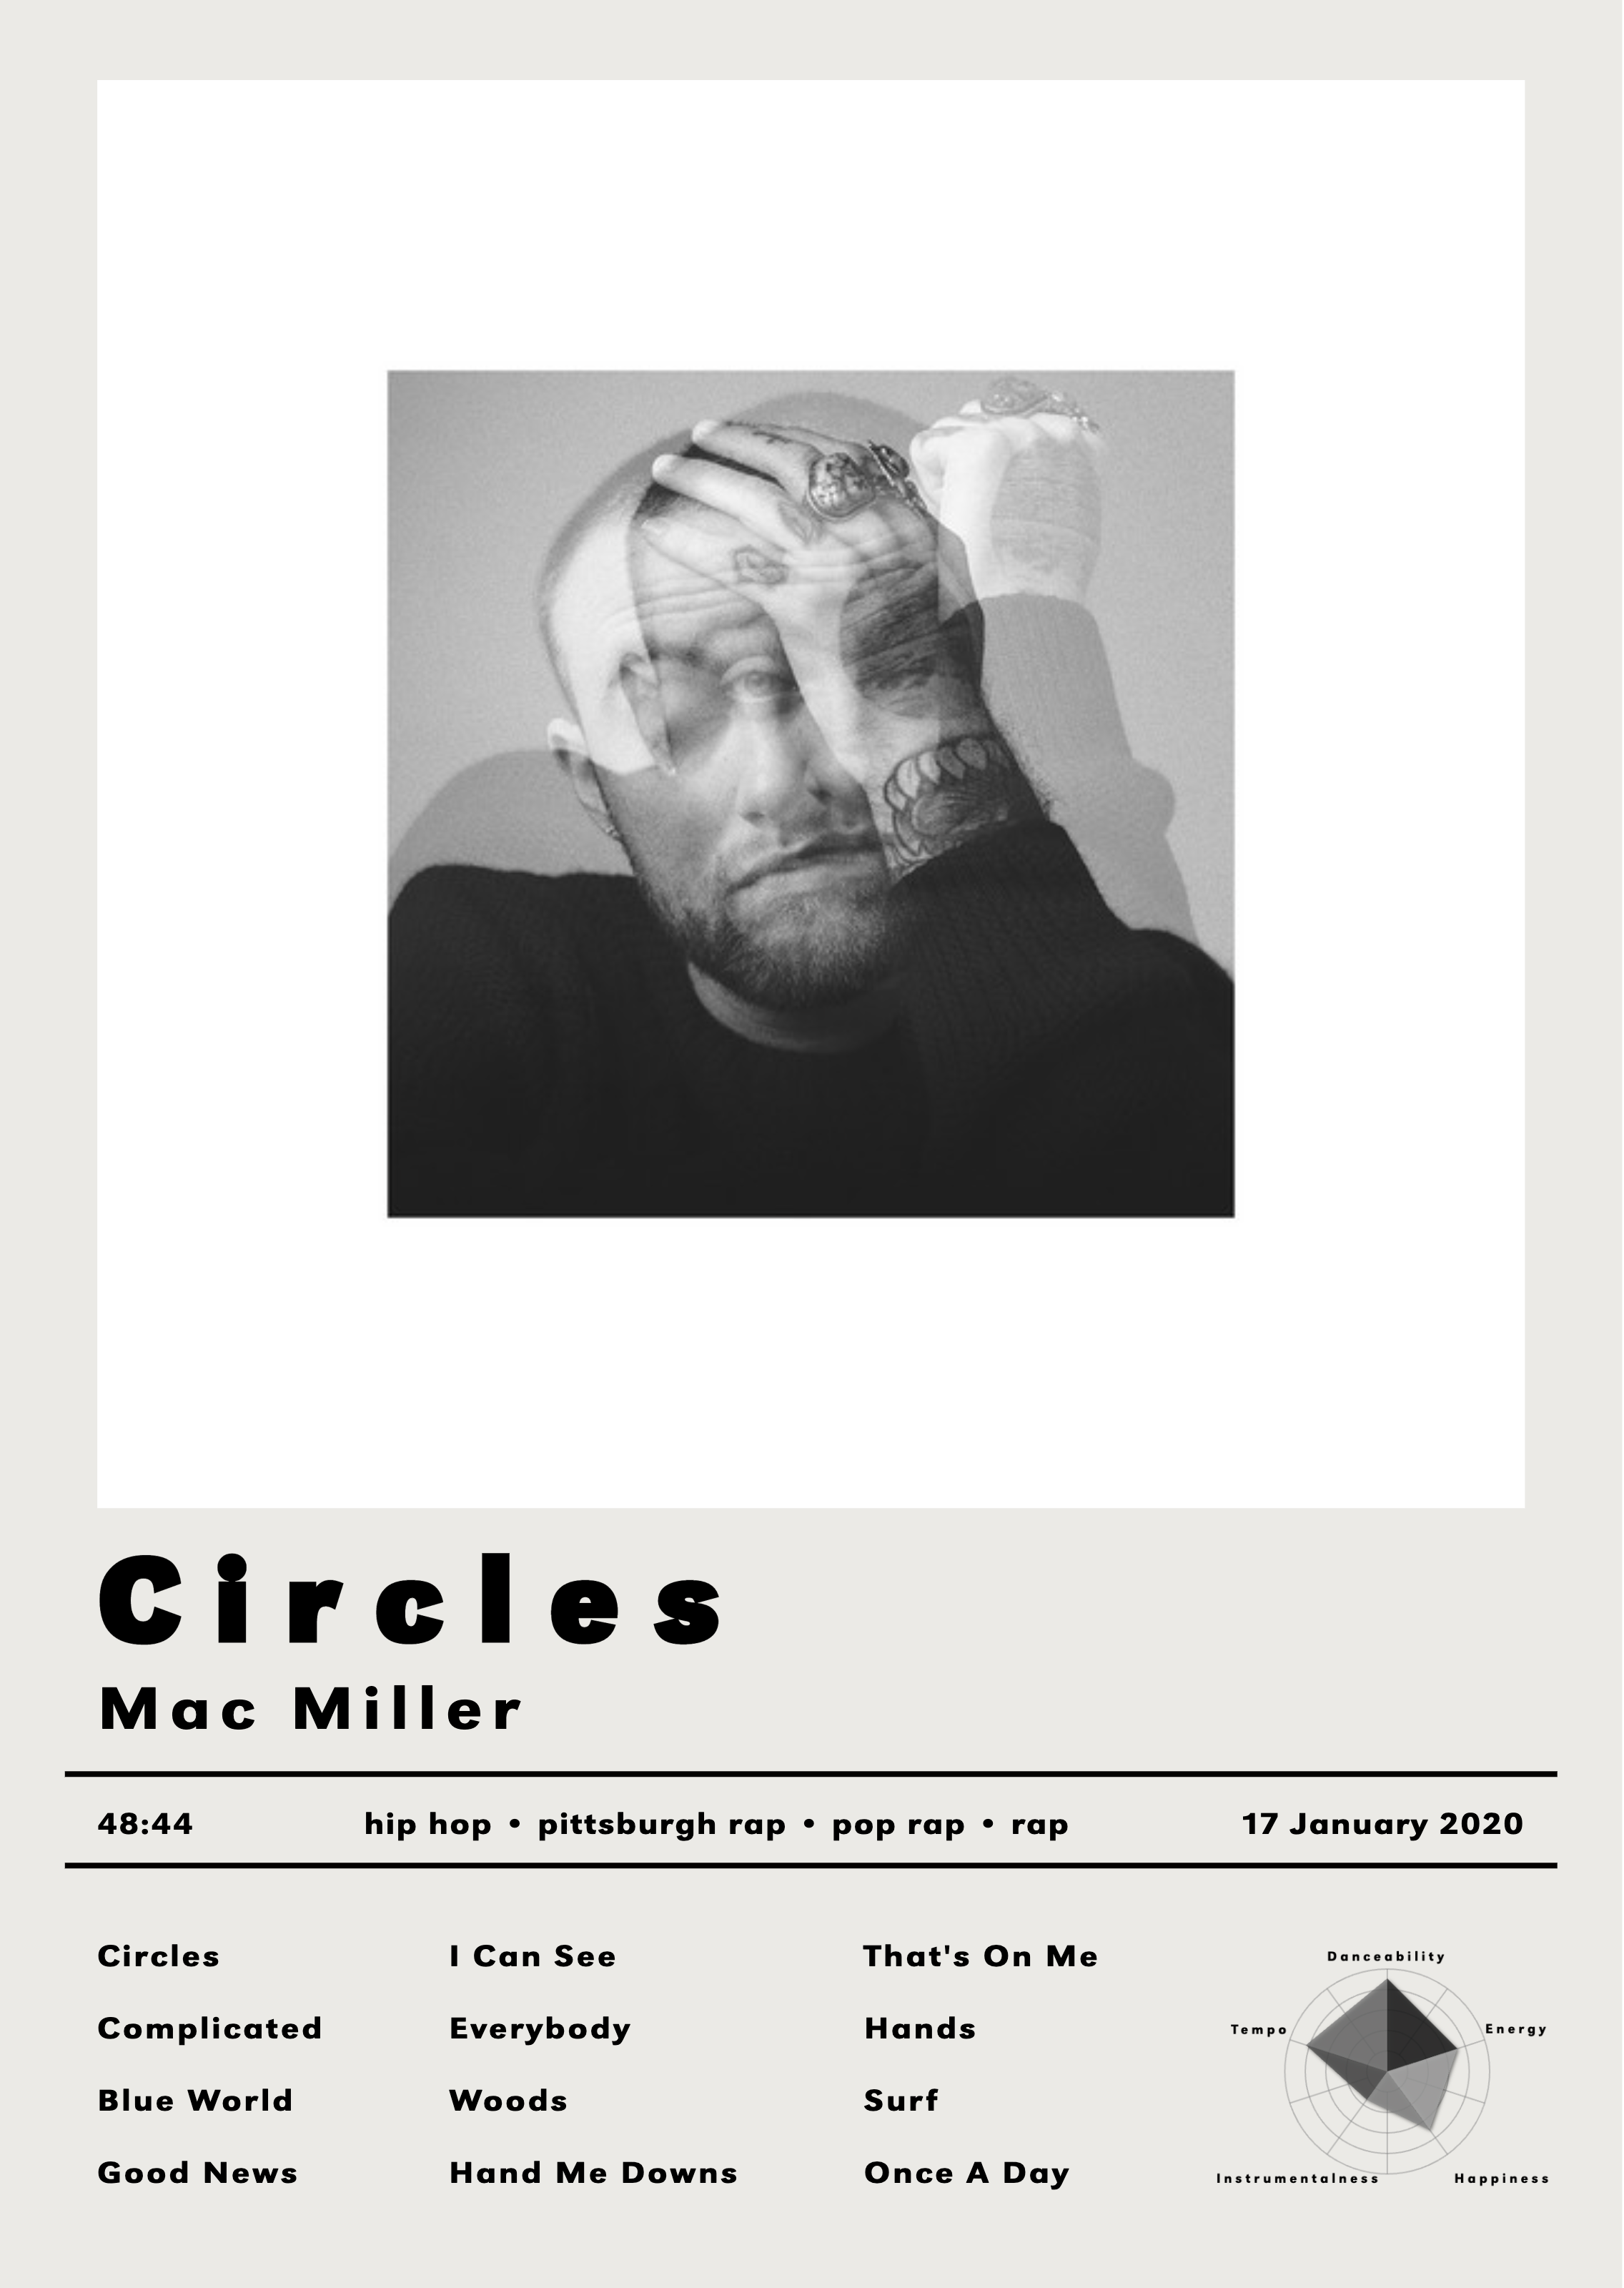 Circles
Mac Miller
48:44 hip hop • pittsburgh rap • pop rap • rap 17 January 2020
Circles
Complicated
Blue World
Good News
I Can See
Everybody
Woods
Hand Me Downs
That's On Me
Hands
Surf
Once A Day
Danceability
Tempo
Energy
Instrumentalness
Happiness